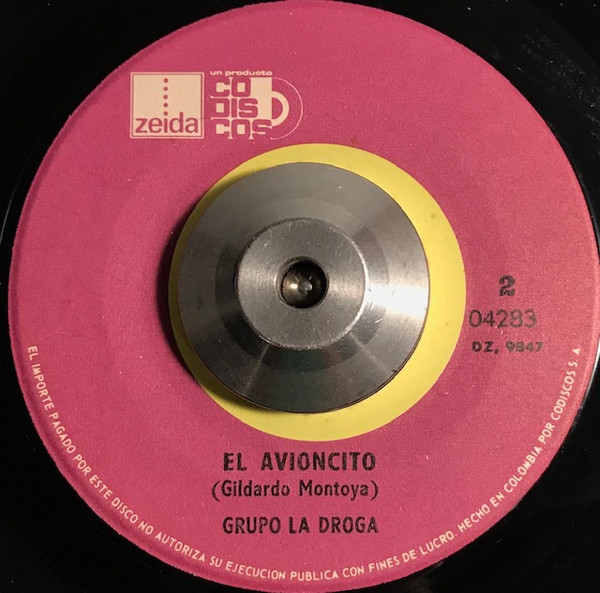 un producto
zeida
CO
DIS
COS
2
04283
DZ, 9847
EL AVIONCITO
(Gildardo Montoya)
GRUPO LA DROGA
EL IMPORTE PAGADO POR ESTE DISCO NO AUTORIZA SU EJECUCION PUBLICA CON FINES DE LUCRO. HECHO EN COLOMBIA POR CODISCOS S. A.